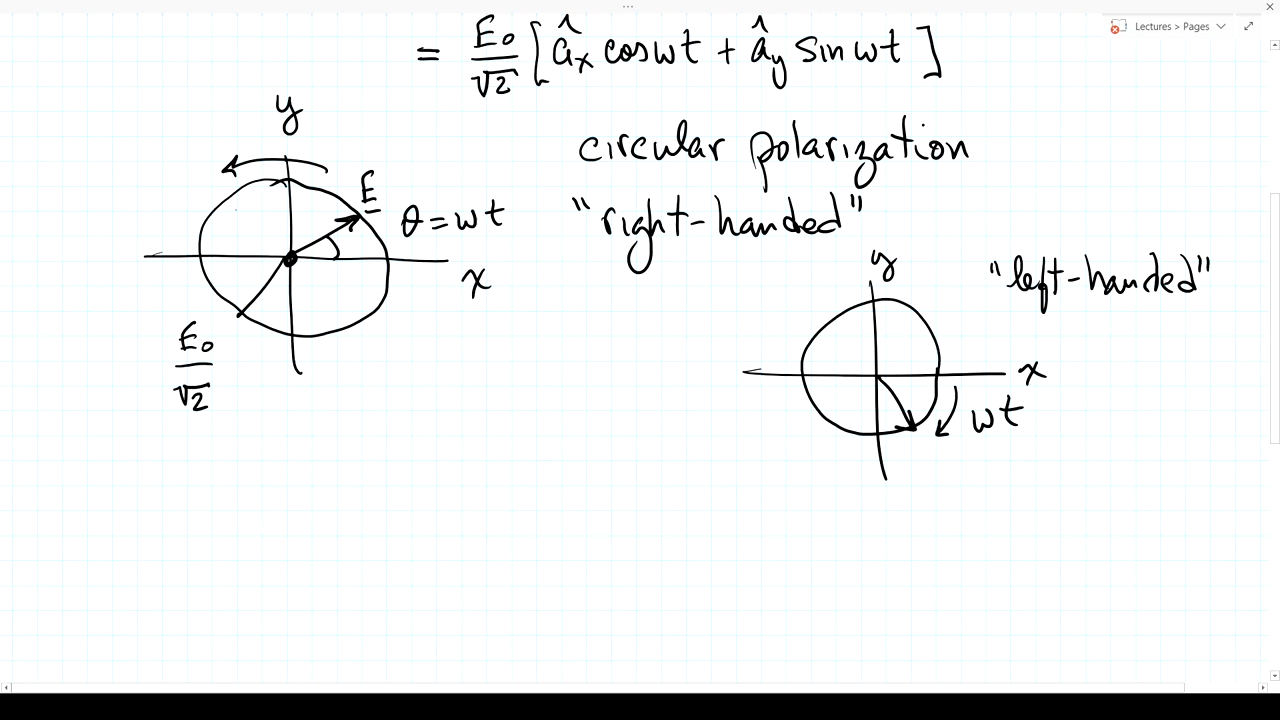 Lectures > Pages
= E₀/√2 [ âₓ cos ωt + â_y sin ωt ]
y
circular polarization
E
θ = ωt
"right-handed"
x
y
"left-handed"
E₀/√2
x
ωt